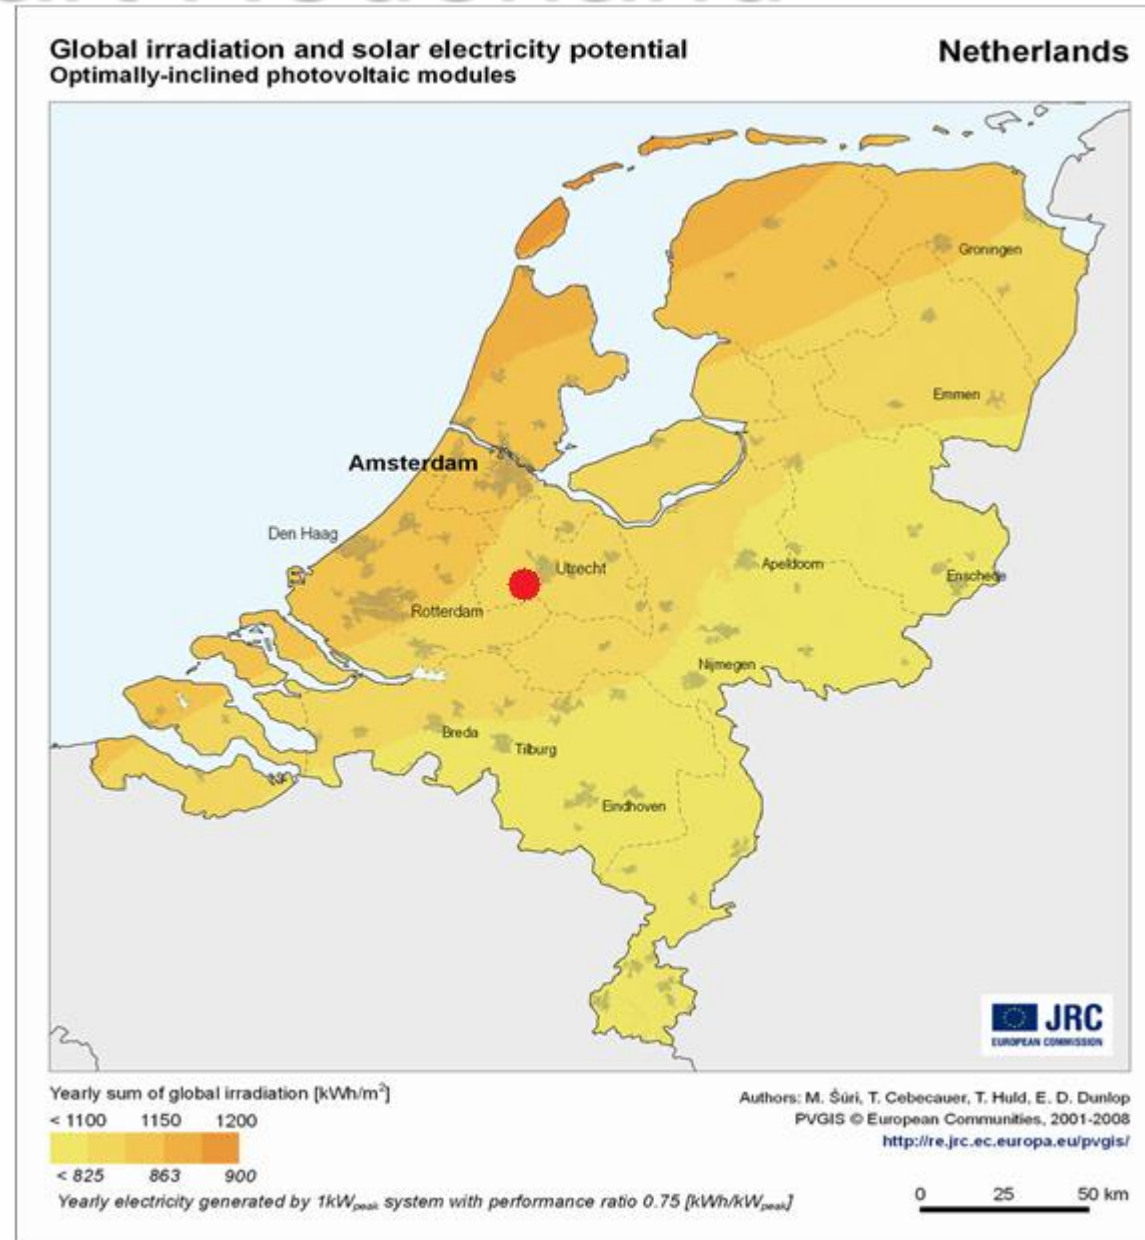 Global irradiation and solar electricity potential
Optimally-inclined photovoltaic modules
Netherlands
Groningen
Emmen
Amsterdam
Den Haag
Utrecht
Apeldoorn
Enschede
Rotterdam
Nijmegen
Breda
Tilburg
Eindhoven
JRC
EUROPEAN COMMISSION
Yearly sum of global irradiation [kWh/m²]
< 1100 1150 1200
< 825 863 900
Yearly electricity generated by 1kWpeak system with performance ratio 0.75 [kWh/kWpeak]
Authors: M. Šúri, T. Cebecauer, T. Huld, E. D. Dunlop
PVGIS © European Communities, 2001-2008
http://re.jrc.ec.europa.eu/pvgis/
0 25 50 km